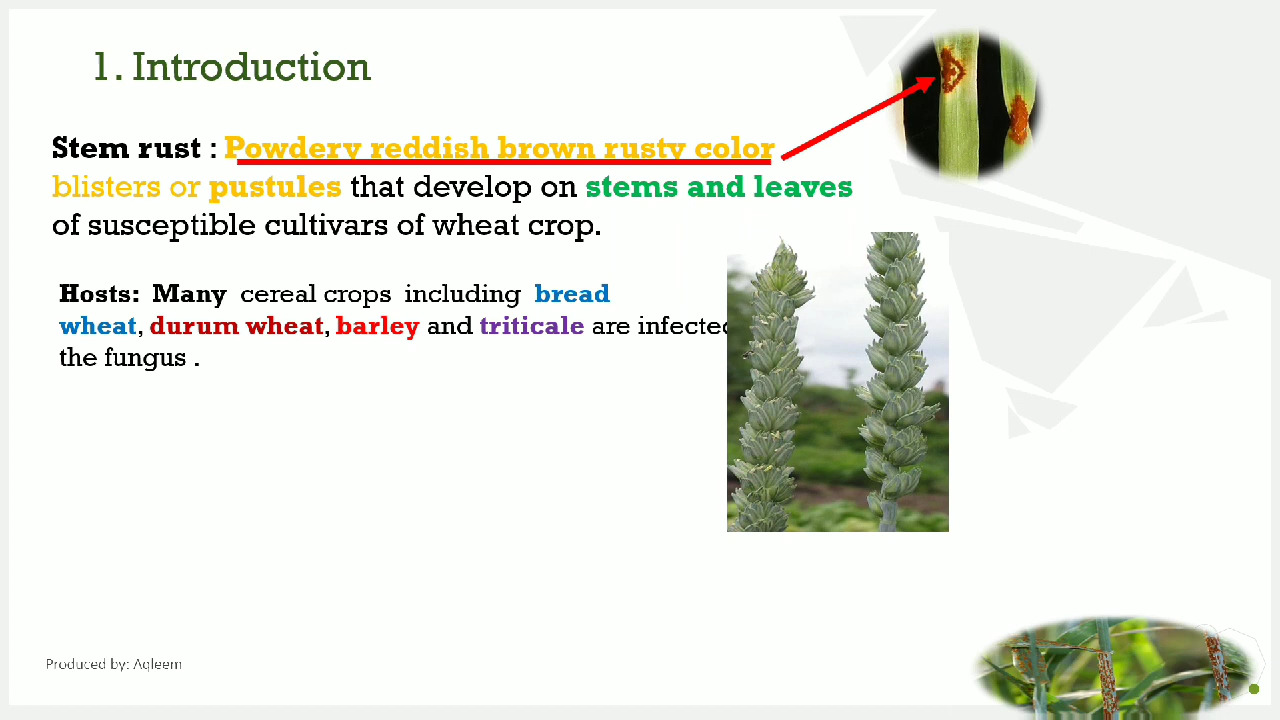 1. Introduction
Stem rust : Powdery reddish brown rusty color
blisters or pustules that develop on stems and leaves
of susceptible cultivars of wheat crop.
Hosts: Many cereal crops including bread
wheat, durum wheat, barley and triticale are infected
the fungus .
Produced by: Aqleem